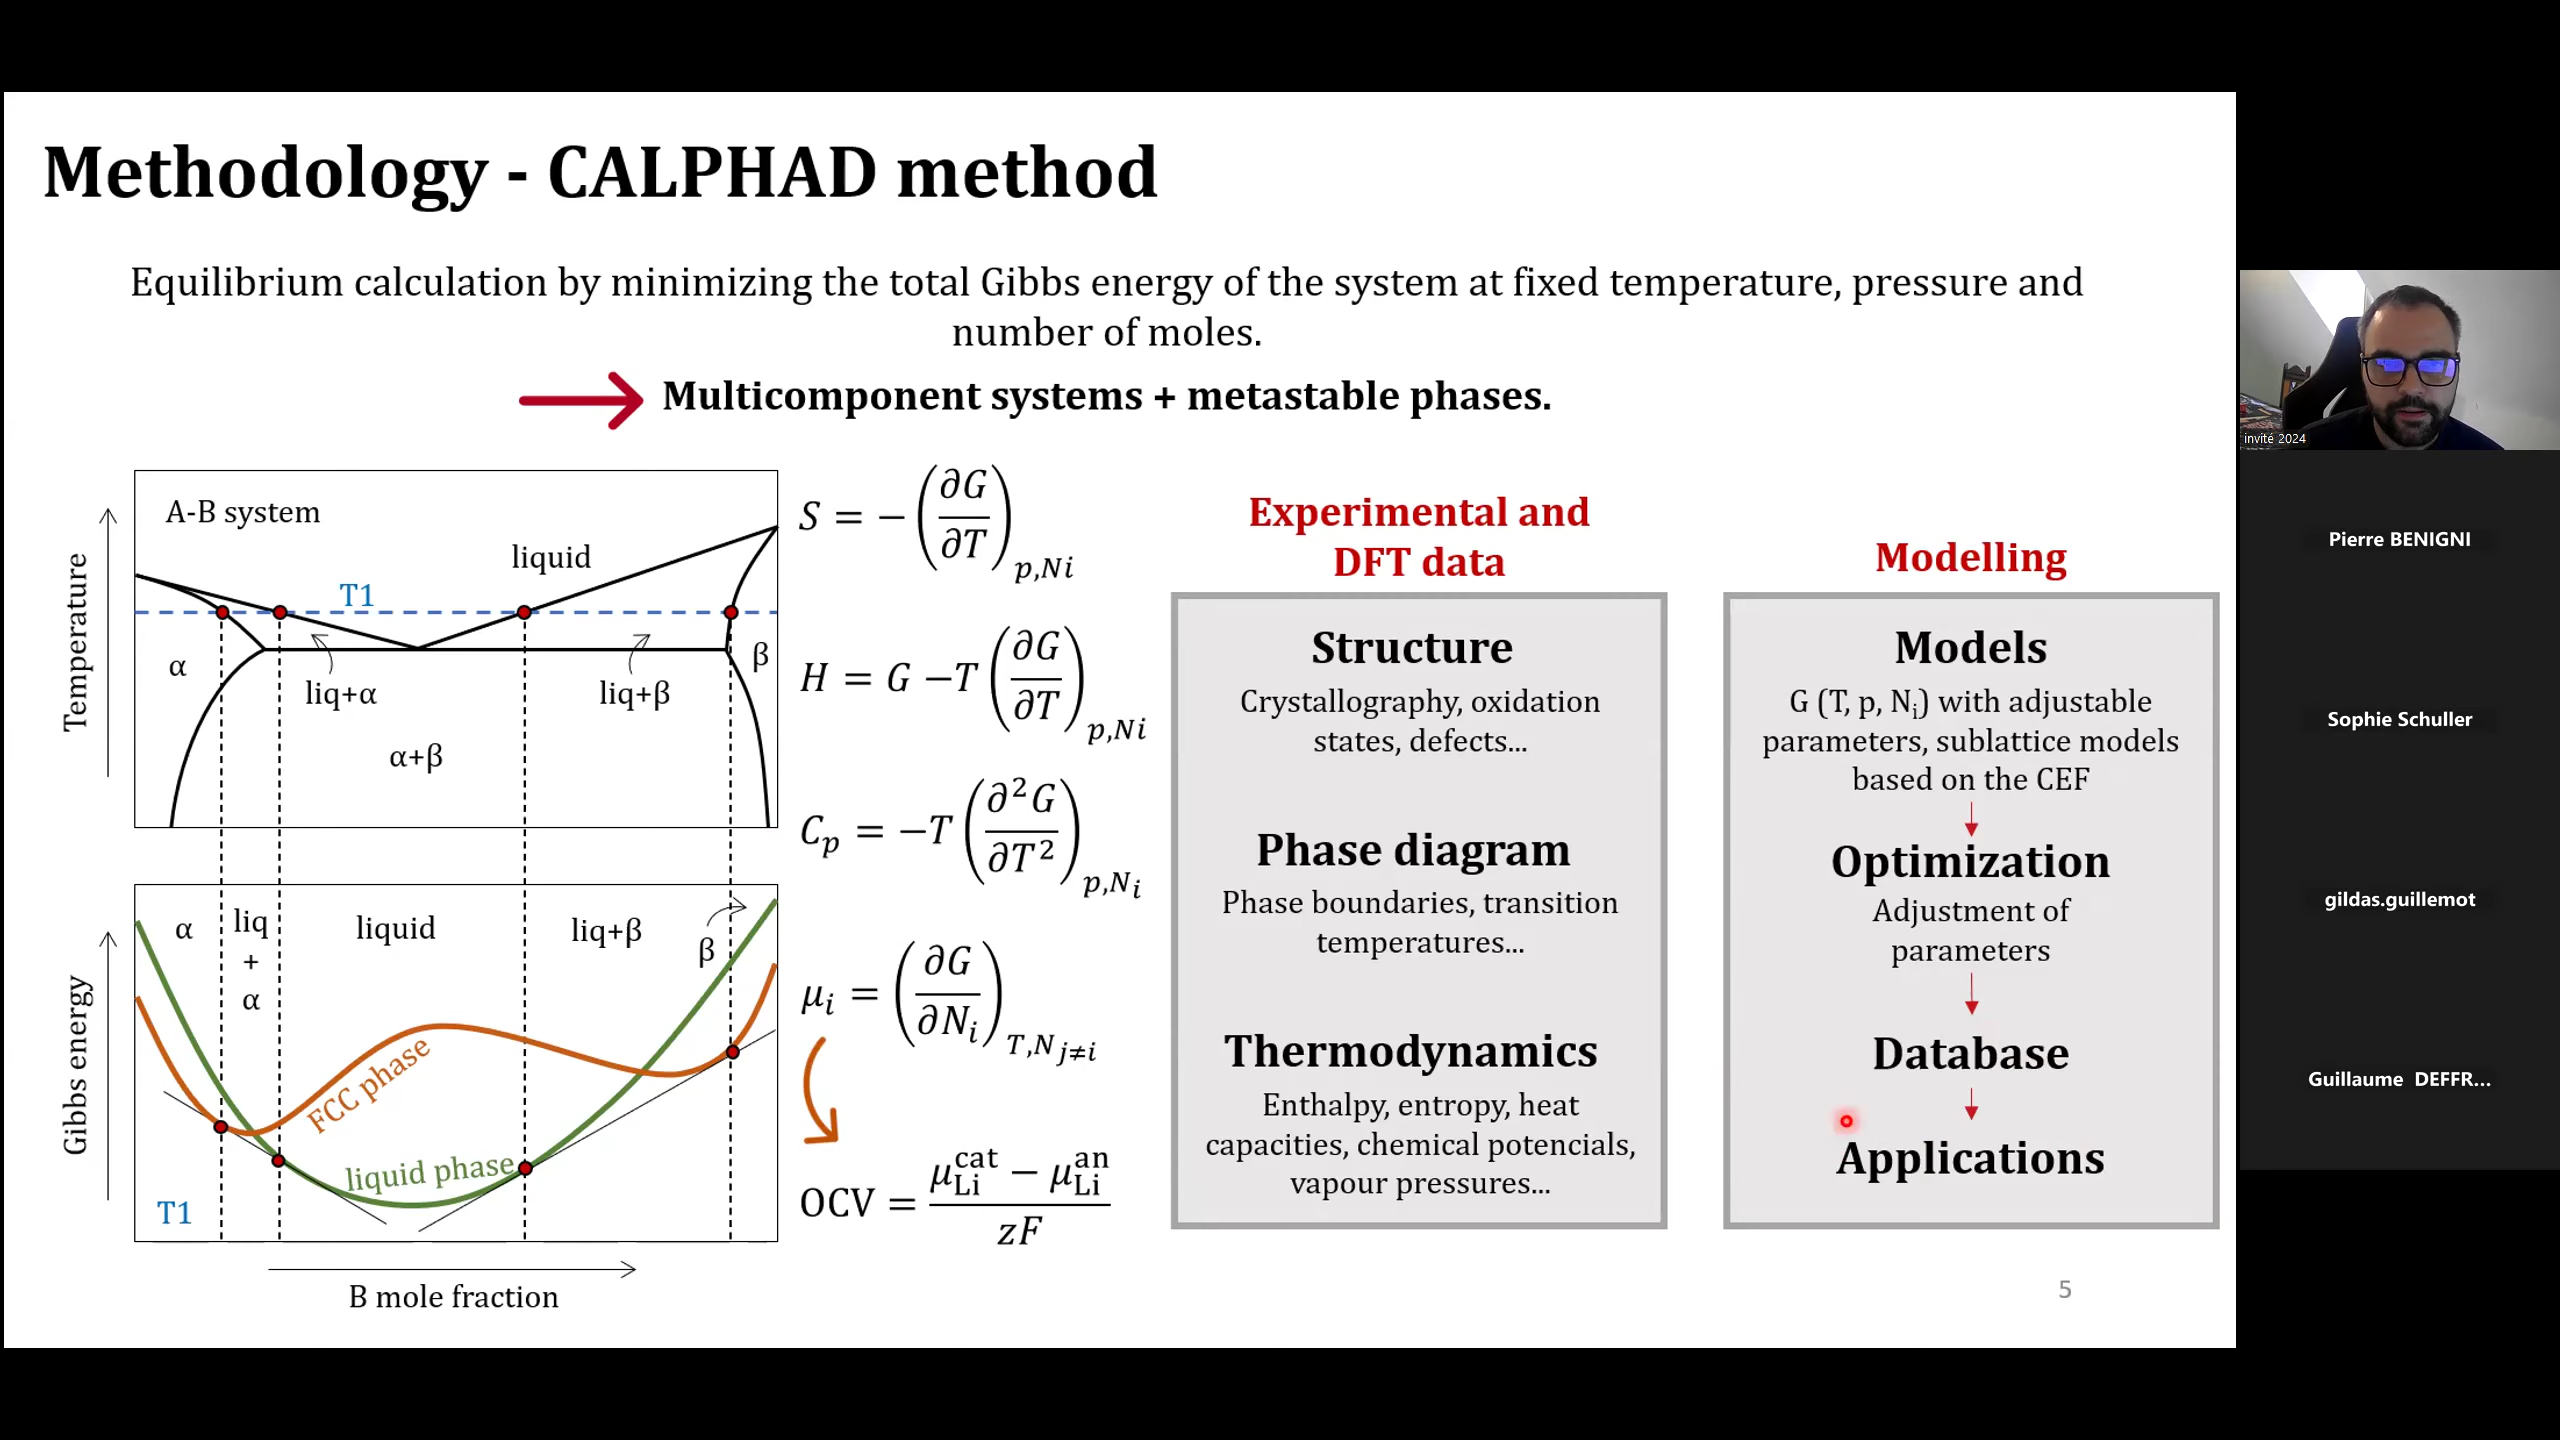 Methodology - CALPHAD method
Equilibrium calculation by minimizing the total Gibbs energy of the system at fixed temperature, pressure and
number of moles.
Multicomponent systems + metastable phases.
A-B system
liquid
T1
α
β
liq+α
liq+β
α+β
Temperature
α
liq
+
α
liquid
liq+β
β
FCC phase
liquid phase
T1
Gibbs energy
B mole fraction
S = −(∂G/∂T)p,Ni
H = G −T(∂G/∂T)p,Ni
Cp = −T(∂²G/∂T²)p,Ni
μi = (∂G/∂Ni)T,Nj≠i
OCV = (μLi^cat − μLi^an)/zF
Experimental and
DFT data
Structure
Crystallography, oxidation
states, defects...
Phase diagram
Phase boundaries, transition
temperatures...
Thermodynamics
Enthalpy, entropy, heat
capacities, chemical potencials,
vapour pressures...
Modelling
Models
G (T, p, Ni) with adjustable
parameters, sublattice models
based on the CEF
Optimization
Adjustment of
parameters
Database
Applications
5
invité 2024
Pierre BENIGNI
Sophie Schuller
gildas.guillemot
Guillaume DEFFR...